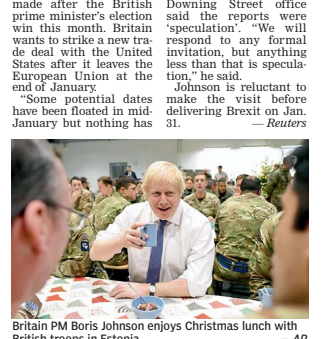 made after the British
prime minister's election
win this month. Britain
wants to strike a new tra-
de deal with the United
States after it leaves the
European Union at the
end of January.
"Some potential dates
have been floated in mid-
January but nothing has
Downing Street office
said the reports were
'speculation'. "We will
respond to any formal
invitation, but anything
less than that is specula-
tion," he said.
Johnson is reluctant to
make the visit before
delivering Brexit on Jan.
31. — Reuters
Britain PM Boris Johnson enjoys Christmas lunch with
British troops in Estonia. — AP